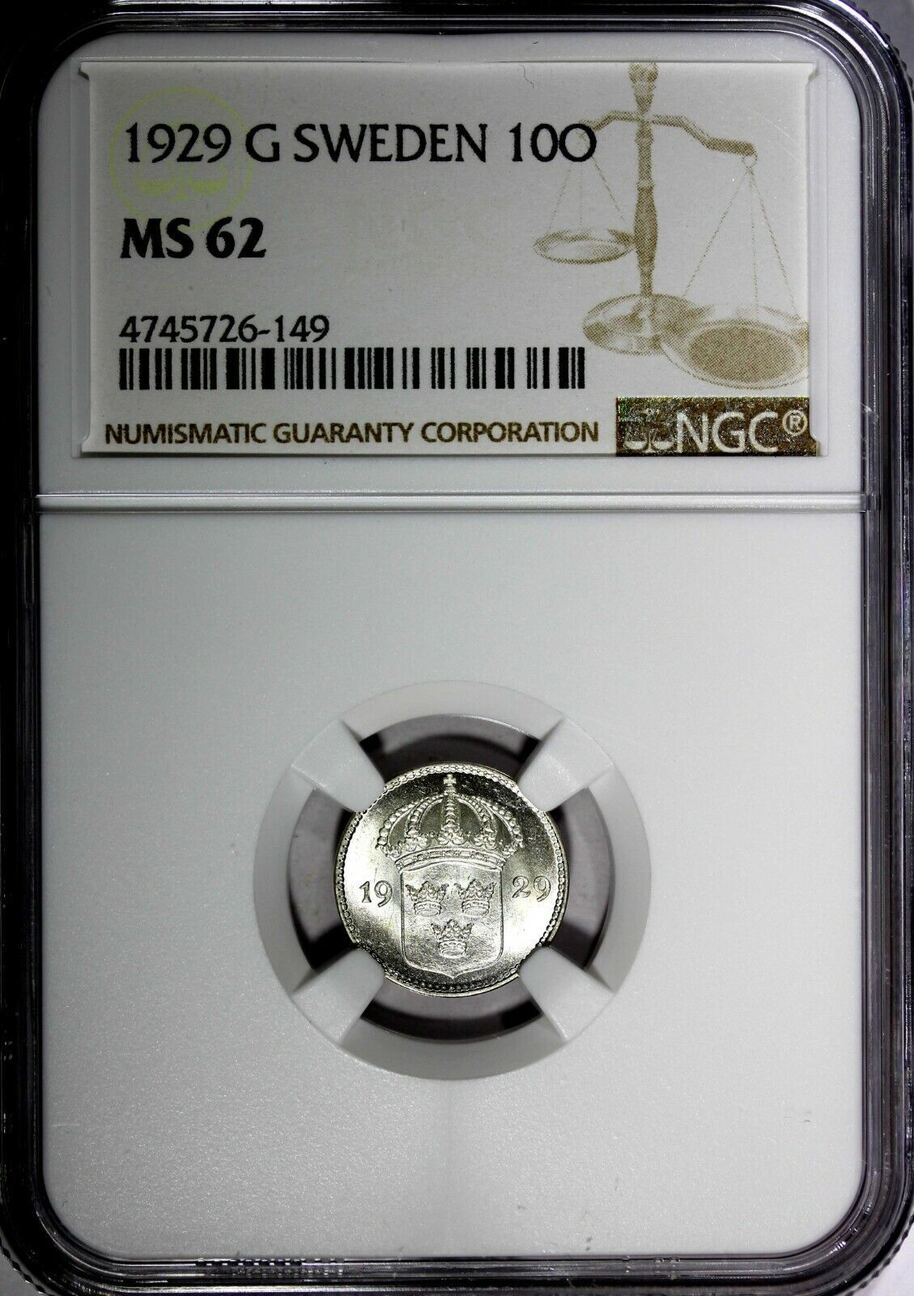 1929 G SWEDEN 10O
MS 62
4745726-149
NUMISMATIC GUARANTY CORPORATION
NGC®
19 29